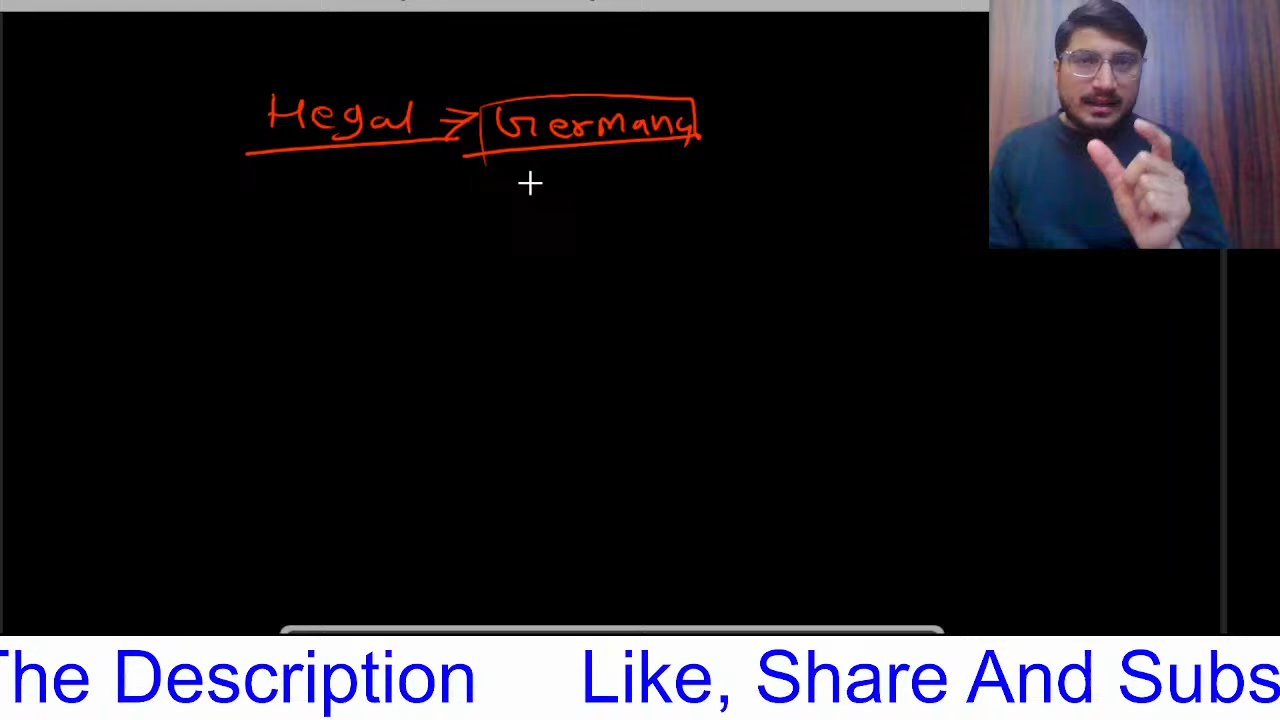 Hegal => Germany
The Description Like, Share And Subs